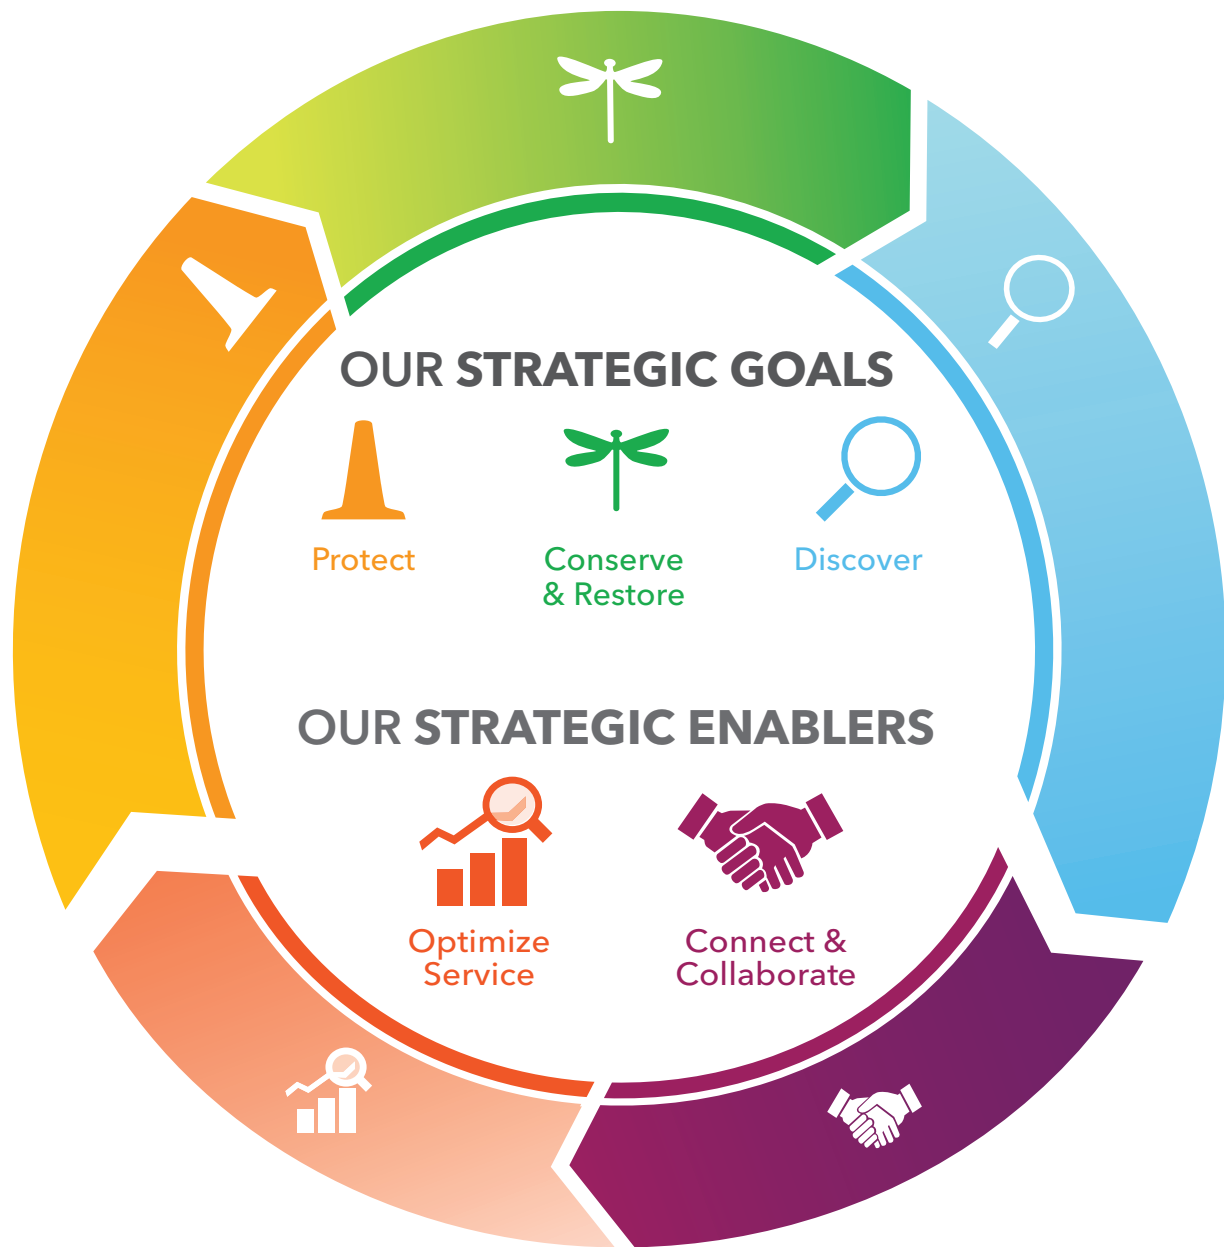 OUR STRATEGIC GOALS
Protect
Conserve
& Restore
Discover
OUR STRATEGIC ENABLERS
Optimize
Service
Connect &
Collaborate